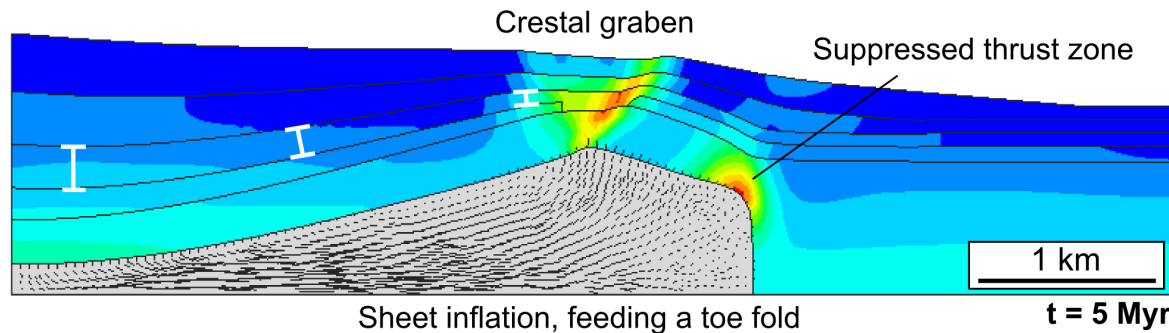 Crestal graben
Suppressed thrust zone
1 km
Sheet inflation, feeding a toe fold
t = 5 Myr